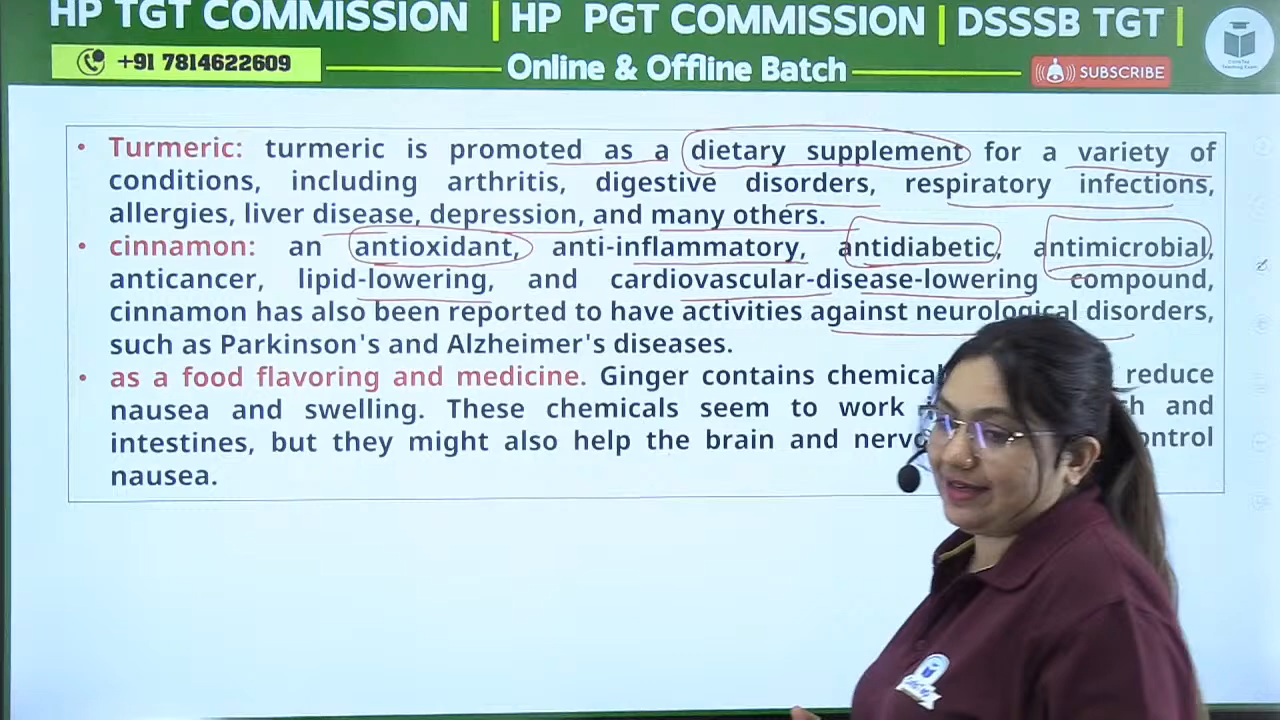 HP TGT COMMISSION | HP PGT COMMISSION | DSSSB TGT |
+91 7814622609
Online & Offline Batch
SUBSCRIBE
• Turmeric: turmeric is promoted as a dietary supplement for a variety of
conditions, including arthritis, digestive disorders, respiratory infections,
allergies, liver disease, depression, and many others.
• cinnamon: an antioxidant, anti-inflammatory, antidiabetic, antimicrobial,
anticancer, lipid-lowering, and cardiovascular-disease-lowering compound,
cinnamon has also been reported to have activities against neurological disorders,
such as Parkinson's and Alzheimer's diseases.
• as a food flavoring and medicine. Ginger contains reduce
nausea and swelling. These chemicals seem to work and
intestines, but they might also help the brain and
nausea.